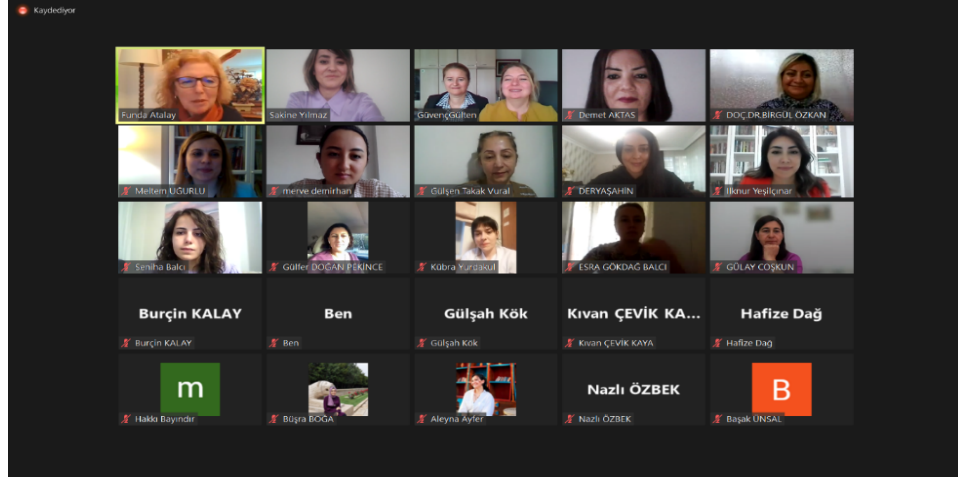 Kaydediyor
Funda Atalay
Sakine Yılmaz
GüvençGülten
Demet AKTAS
DOÇ.DR.BİRGÜL ÖZKAN
Meltem UĞURLU
merve demirhan
Gülşen Takak Vural
DERYAŞAHİN
İlknur Yeşilçınar
Seniha Balcı
Gülfer DOĞAN PEKİNCE
Kübra Yurdakul
ESRA GÖKDAĞ BALCI
GÜLAY COŞKUN
Burçin KALAY
Ben
Gülşah Kök
Kıvan ÇEVİK KA...
Hafize Dağ
Burçin KALAY
Ben
Gülşah Kök
Kıvan ÇEVİK KAYA
Hafize Dağ
m
Nazlı ÖZBEK
B
Hakkı Bayındır
Büşra BOĞA
Aleyna Ayfer
Nazlı ÖZBEK
Başak ÜNSAL